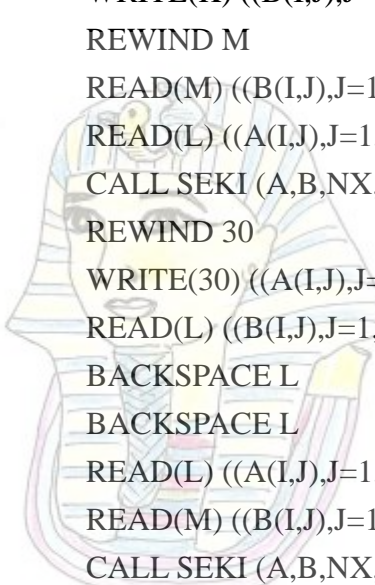 REWIND M
READ(M) ((B(I,J),J=1
READ(L) ((A(I,J),J=1
CALL SEKI (A,B,NX
REWIND 30
WRITE(30) ((A(I,J),J=
READ(L) ((B(I,J),J=1,
BACKSPACE L
BACKSPACE L
READ(L) ((A(I,J),J=1
READ(M) ((B(I,J),J=1
CALL SEKI (A,B,NX